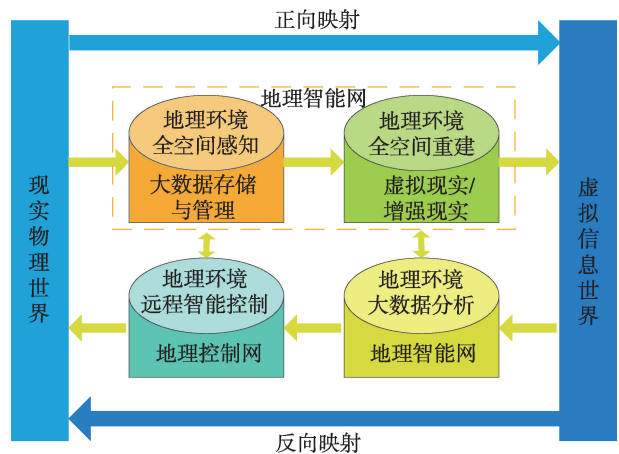 正向映射
地理智能网
地理环境
全空间感知
大数据存储
与管理
地理环境
全空间重建
虚拟现实/
增强现实
现实物理世界
虚拟信息世界
地理环境
远程智能控制
地理控制网
地理环境
大数据分析
地理智能网
反向映射